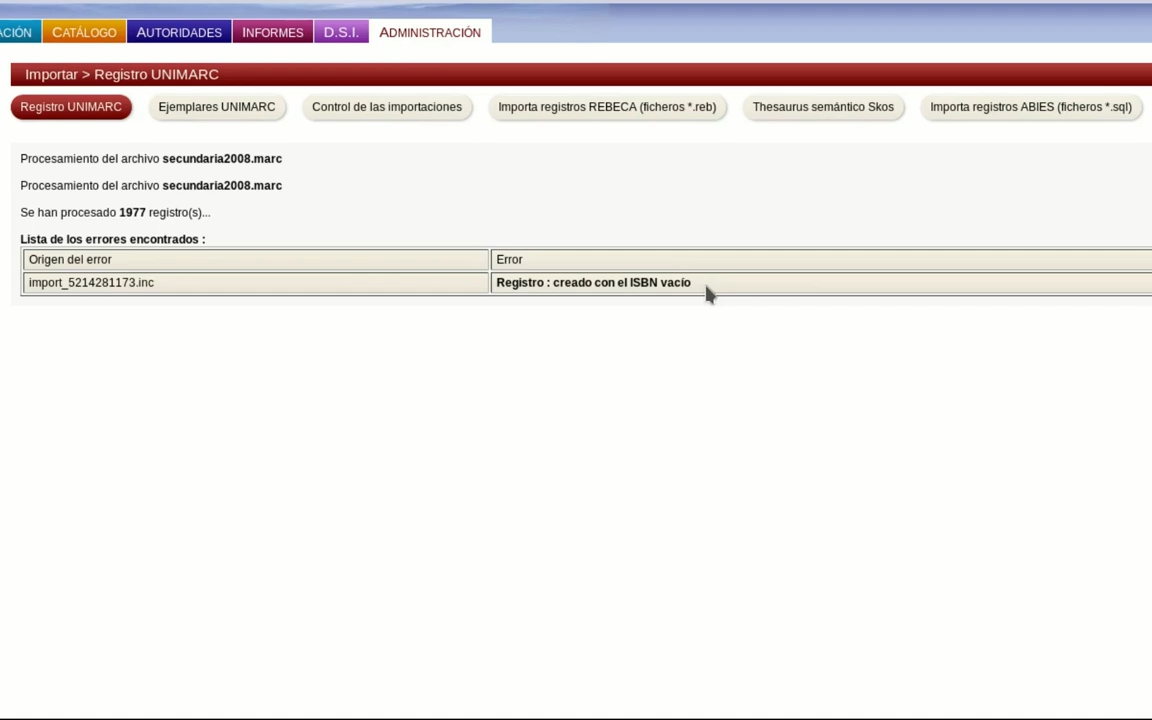 ACIÓN CATÁLOGO AUTORIDADES INFORMES D.S.I. ADMINISTRACIÓN
Importar > Registro UNIMARC
Registro UNIMARC Ejemplares UNIMARC Control de las importaciones Importa registros REBECA (ficheros *.reb) Thesaurus semántico Skos Importa registros ABIES (ficheros *.sql)
Procesamiento del archivo secundaria2008.marc
Procesamiento del archivo secundaria2008.marc
Se han procesado 1977 registro(s)...
Lista de los errores encontrados :
Origen del error Error
import_5214281173.inc Registro : creado con el ISBN vacío